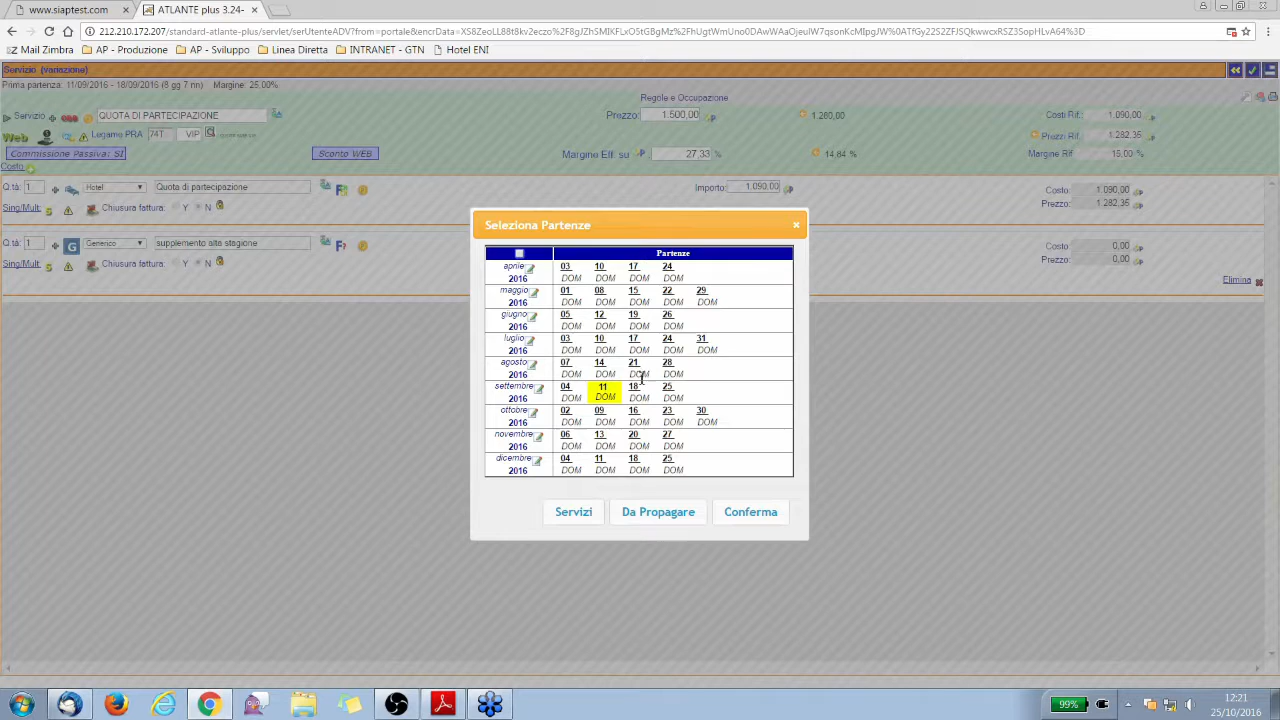 www.siaptest.com
ATLANTE plus 3.24-
212.210.172.207/standard-atlante-plus/servlet/serUtenteADV?from=portale&encrData=
Mail Zimbra
AP - Produzione
AP - Sviluppo
Linea Diretta
INTRANET - GTN
Hotel ENI
Servizio (variazione)
Prima partenza: 11/09/2016 - 18/09/2016 (8 gg 7 nn) Margine: 25,00%
Regole e Occupazione
Servizio QUOTA DI PARTECIPAZIONE
Prezzo: 1.500,00
1.280,00
Costi Rif. 1.090,00
Web Legame PRA 74T VIP
Prezzi Rif. 1.282,35
Commissione Passiva: SI
Sconto WEB
Margine Eff. su 27,33 %
14,84 %
Margine Rif 15,00 %
Costo
Q.tà: 1 Hotel Quota di partecipazione
Importo: 1.090,00
Costo: 1.090,00
Prezzo: 1.282,35
Sing/Mult: S Chiusura fattura: Y N
Q.tà: 1 G Generico supplemento alta stagione F?
Costo: 0,00
Prezzo: 0,00
Sing/Mult: S Chiusura fattura: Y N
Elimina
Seleziona Partenze
Partenze
aprile 03 10 17 24
2016 DOM DOM DOM DOM
maggio 01 08 15 22 29
2016 DOM DOM DOM DOM DOM
giugno 05 12 19 26
2016 DOM DOM DOM DOM
luglio 03 10 17 24 31
2016 DOM DOM DOM DOM DOM
agosto 07 14 21 28
2016 DOM DOM DOM DOM
settembre 04 11 18 25
2016 DOM DOM DOM DOM
ottobre 02 09 16 23 30
2016 DOM DOM DOM DOM DOM
novembre 06 13 20 27
2016 DOM DOM DOM DOM
dicembre 04 11 18 25
2016 DOM DOM DOM DOM
Servizi
Da Propagare
Conferma
99%
12:21
25/10/2016